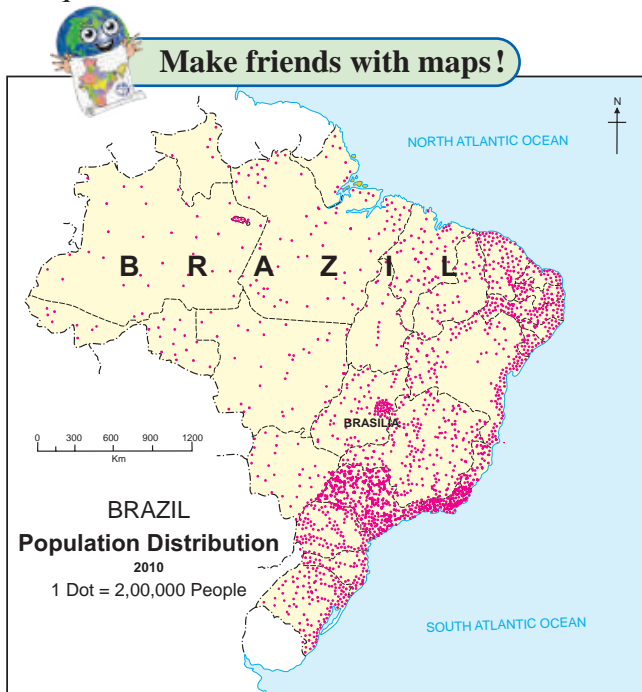 Make friends with maps!
N
NORTH ATLANTIC OCEAN
BRAZIL
BRASILIA
0 300 600 900 1200
Km
BRAZIL
Population Distribution
2010
1 Dot = 2,00,000 People
SOUTH ATLANTIC OCEAN